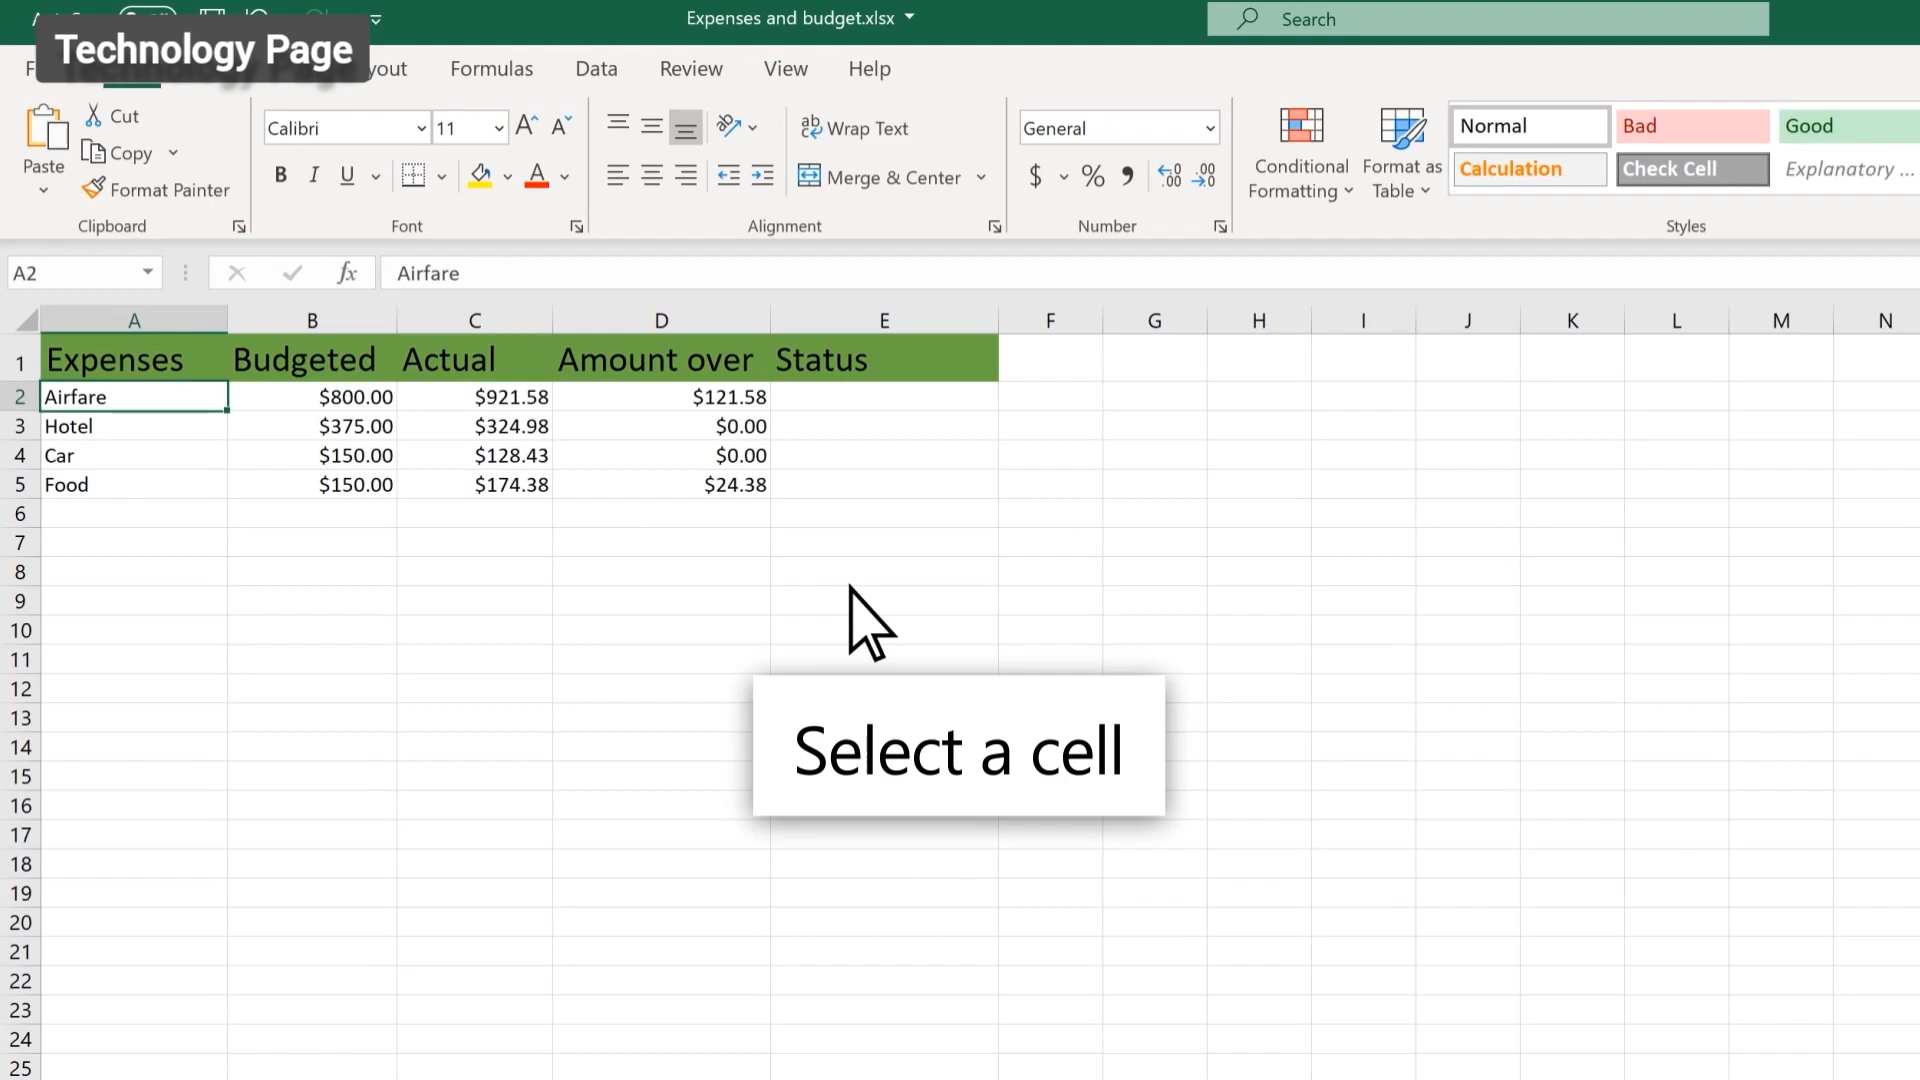 Expenses and budget.xlsx
Search
Technology Page
yout Formulas Data Review View Help
Paste
Cut
Copy
Format Painter
Clipboard
Calibri 11
B I U
Font
Wrap Text
Merge & Center
Alignment
General
$ % ,
Number
Conditional Formatting
Format as Table
Normal Bad Good
Calculation Check Cell Explanatory ...
Styles
A2 fx Airfare
A B C D E F G H I J K L M N
1 Expenses Budgeted Actual Amount over Status
2 Airfare $800.00 $921.58 $121.58
3 Hotel $375.00 $324.98 $0.00
4 Car $150.00 $128.43 $0.00
5 Food $150.00 $174.38 $24.38
6
7
8
9
10
11
12
13
Select a cell
14
15
16
17
18
19
20
21
22
23
24
25